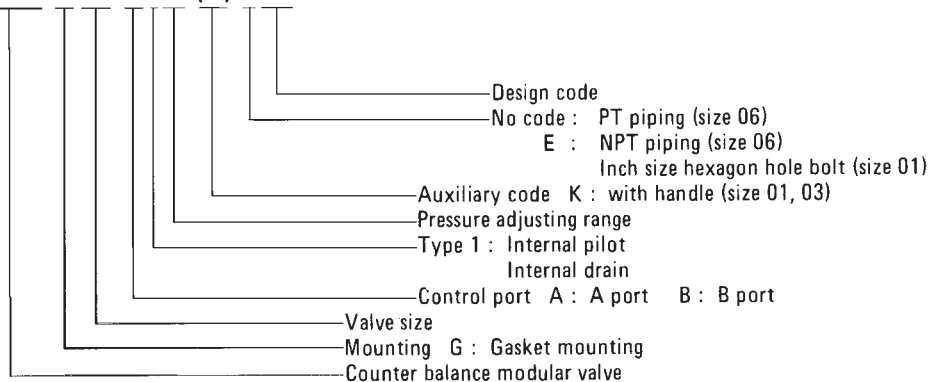 Design code
No code : PT piping (size 06)
E : NPT piping (size 06)
Inch size hexagon hole bolt (size 01)
Auxiliary code K : with handle (size 01, 03)
Pressure adjusting range
Type 1 : Internal pilot
Internal drain
Control port A : A port B : B port
Valve size
Mounting G : Gasket mounting
Counter balance modular valve